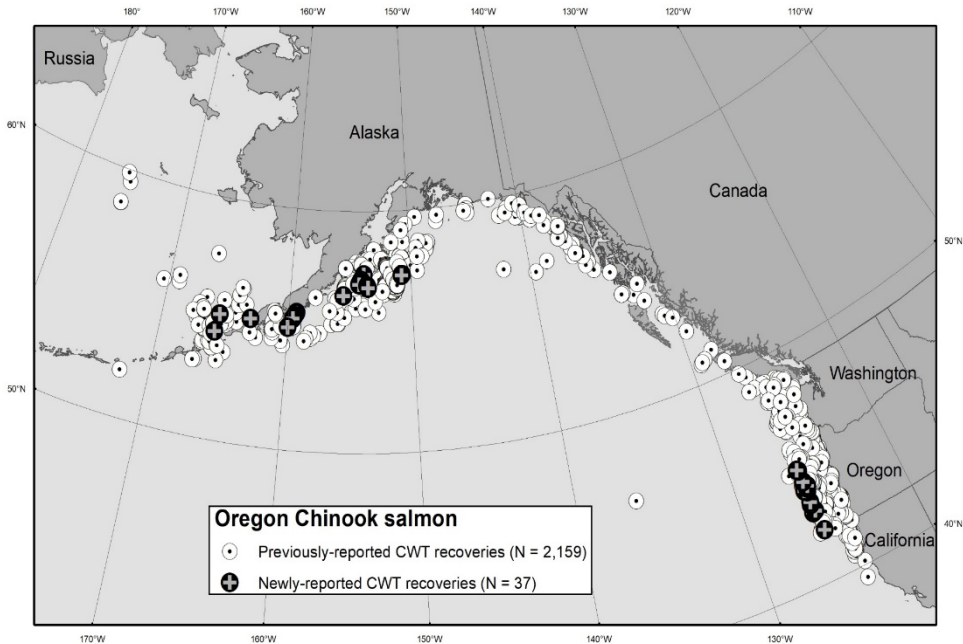 180° 170°W 160°W 150°W 140°W 130°W 120°W 110°W
Russia
60°N
Alaska
Canada
50°N
50°N
Washington
Oregon
40°N
California
Oregon Chinook salmon
Previously-reported CWT recoveries (N = 2,159)
Newly-reported CWT recoveries (N = 37)
170°W 160°W 150°W 140°W 130°W